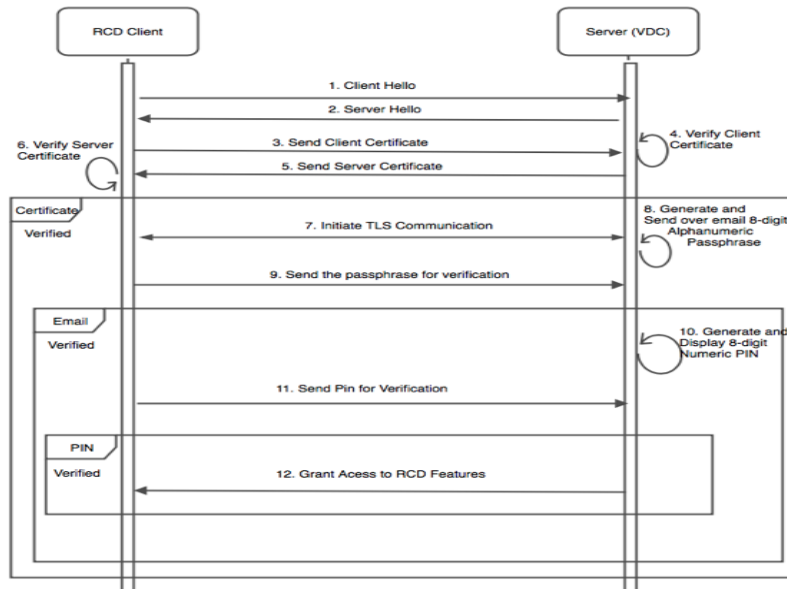 RCD Client
Server (VDC)
1. Client Hello
2. Server Hello
3. Send Client Certificate
4. Verify Client
Certificate
5. Send Server Certificate
6. Verify Server
Certificate
Certificate
Verified
7. Initiate TLS Communication
8. Generate and
Send over email 8-digit
Alphanumeric
Passphrase
9. Send the passphrase for verification
Email
Verified
10. Generate and
Display 8-digit
Numeric PIN
11. Send Pin for Verification
PIN
Verified
12. Grant Acess to RCD Features